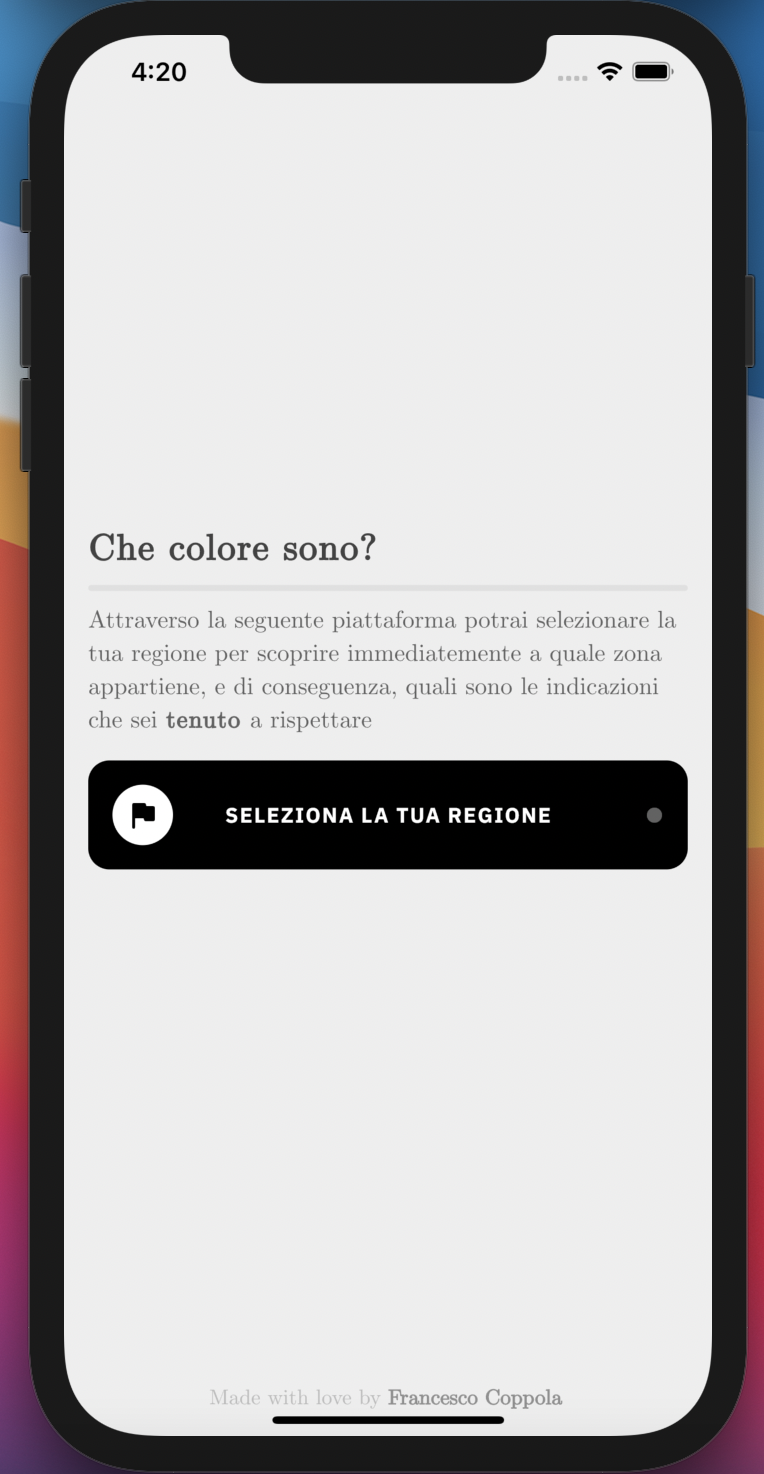 4:20
Che colore sono?
Attraverso la seguente piattaforma potrai selezionare la
tua regione per scoprire immediatemente a quale zona
appartiene, e di conseguenza, quali sono le indicazioni
che sei tenuto a rispettare
SELEZIONA LA TUA REGIONE
Made with love by Francesco Coppola